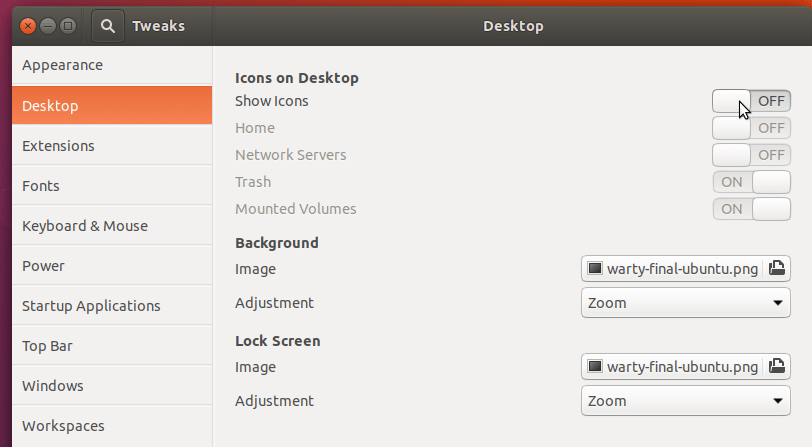 Tweaks
Desktop
Appearance
Desktop
Extensions
Fonts
Keyboard & Mouse
Power
Startup Applications
Top Bar
Windows
Workspaces
Icons on Desktop
Show Icons OFF
Home OFF
Network Servers OFF
Trash ON
Mounted Volumes ON
Background
Image warty-final-ubuntu.png
Adjustment Zoom
Lock Screen
Image warty-final-ubuntu.png
Adjustment Zoom